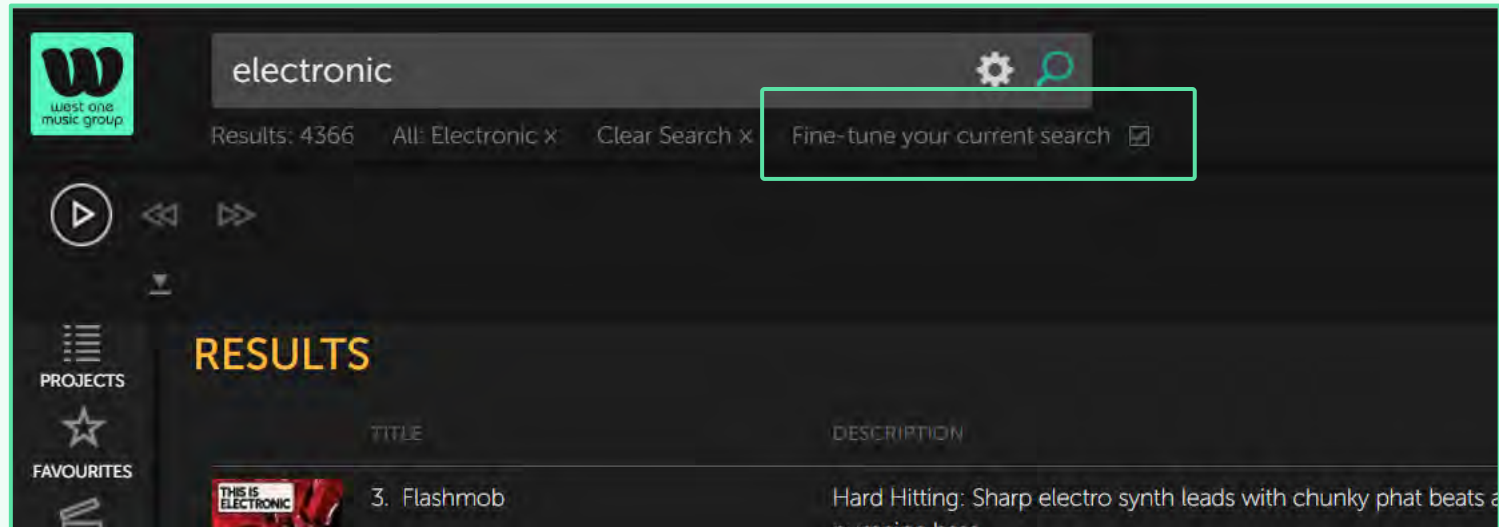 electronic
west one
music group
Results: 4366 All: Electronic × Clear Search × Fine-tune your current search
RESULTS
PROJECTS
TITLE DESCRIPTION
FAVOURITES
THIS IS
ELECTRONIC
3. Flashmob Hard Hitting: Sharp electro synth leads with chunky phat beats